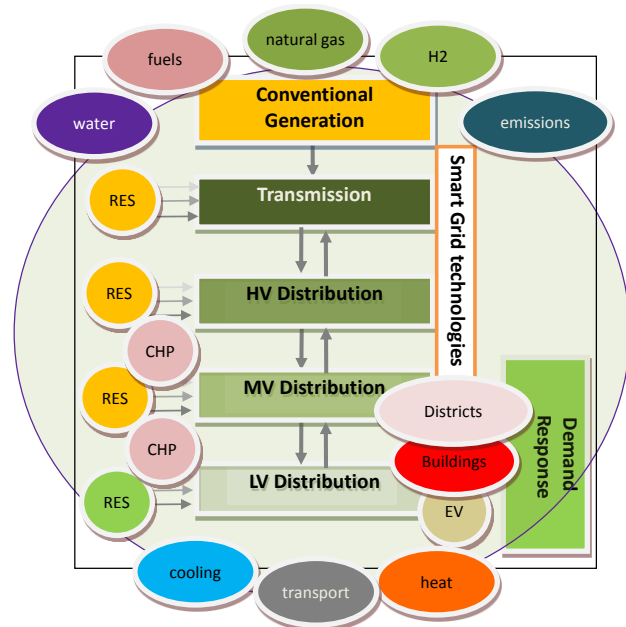 natural gas
fuels
H2
water
Conventional
Generation
emissions
RES
Transmission
Smart Grid technologies
RES
HV Distribution
CHP
RES
MV Distribution
Districts
Demand
Response
CHP
Buildings
RES
LV Distribution
EV
cooling
transport
heat